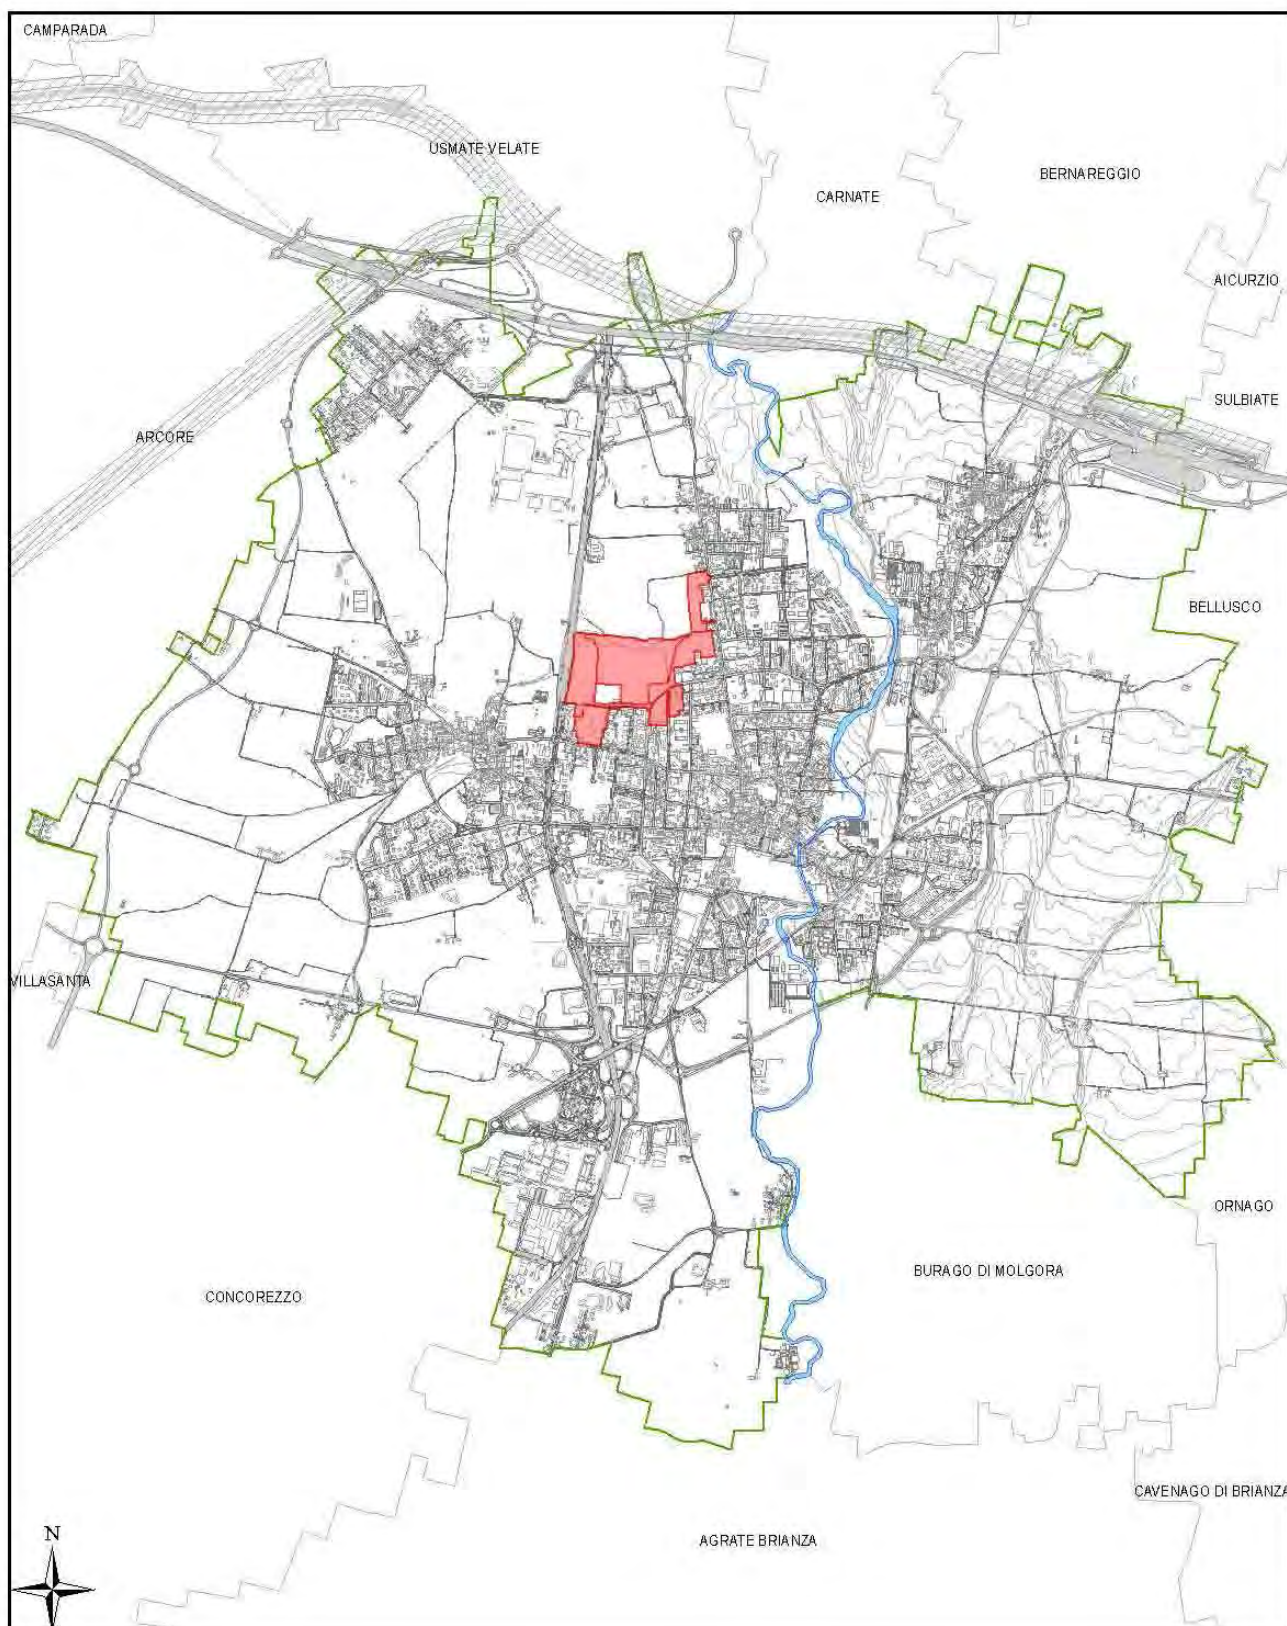 CAMPARADA
USMATE VELATE
BERNAREGGIO
CARNATE
AICURZIO
SULBIATE
ARCORE
BELLUSCO
VILLASANTA
ORNAGO
BURAGO DI MOLGORA
CONCOREZZO
CAVENAGO DI BRIANZA
N
AGRATE BRIANZA